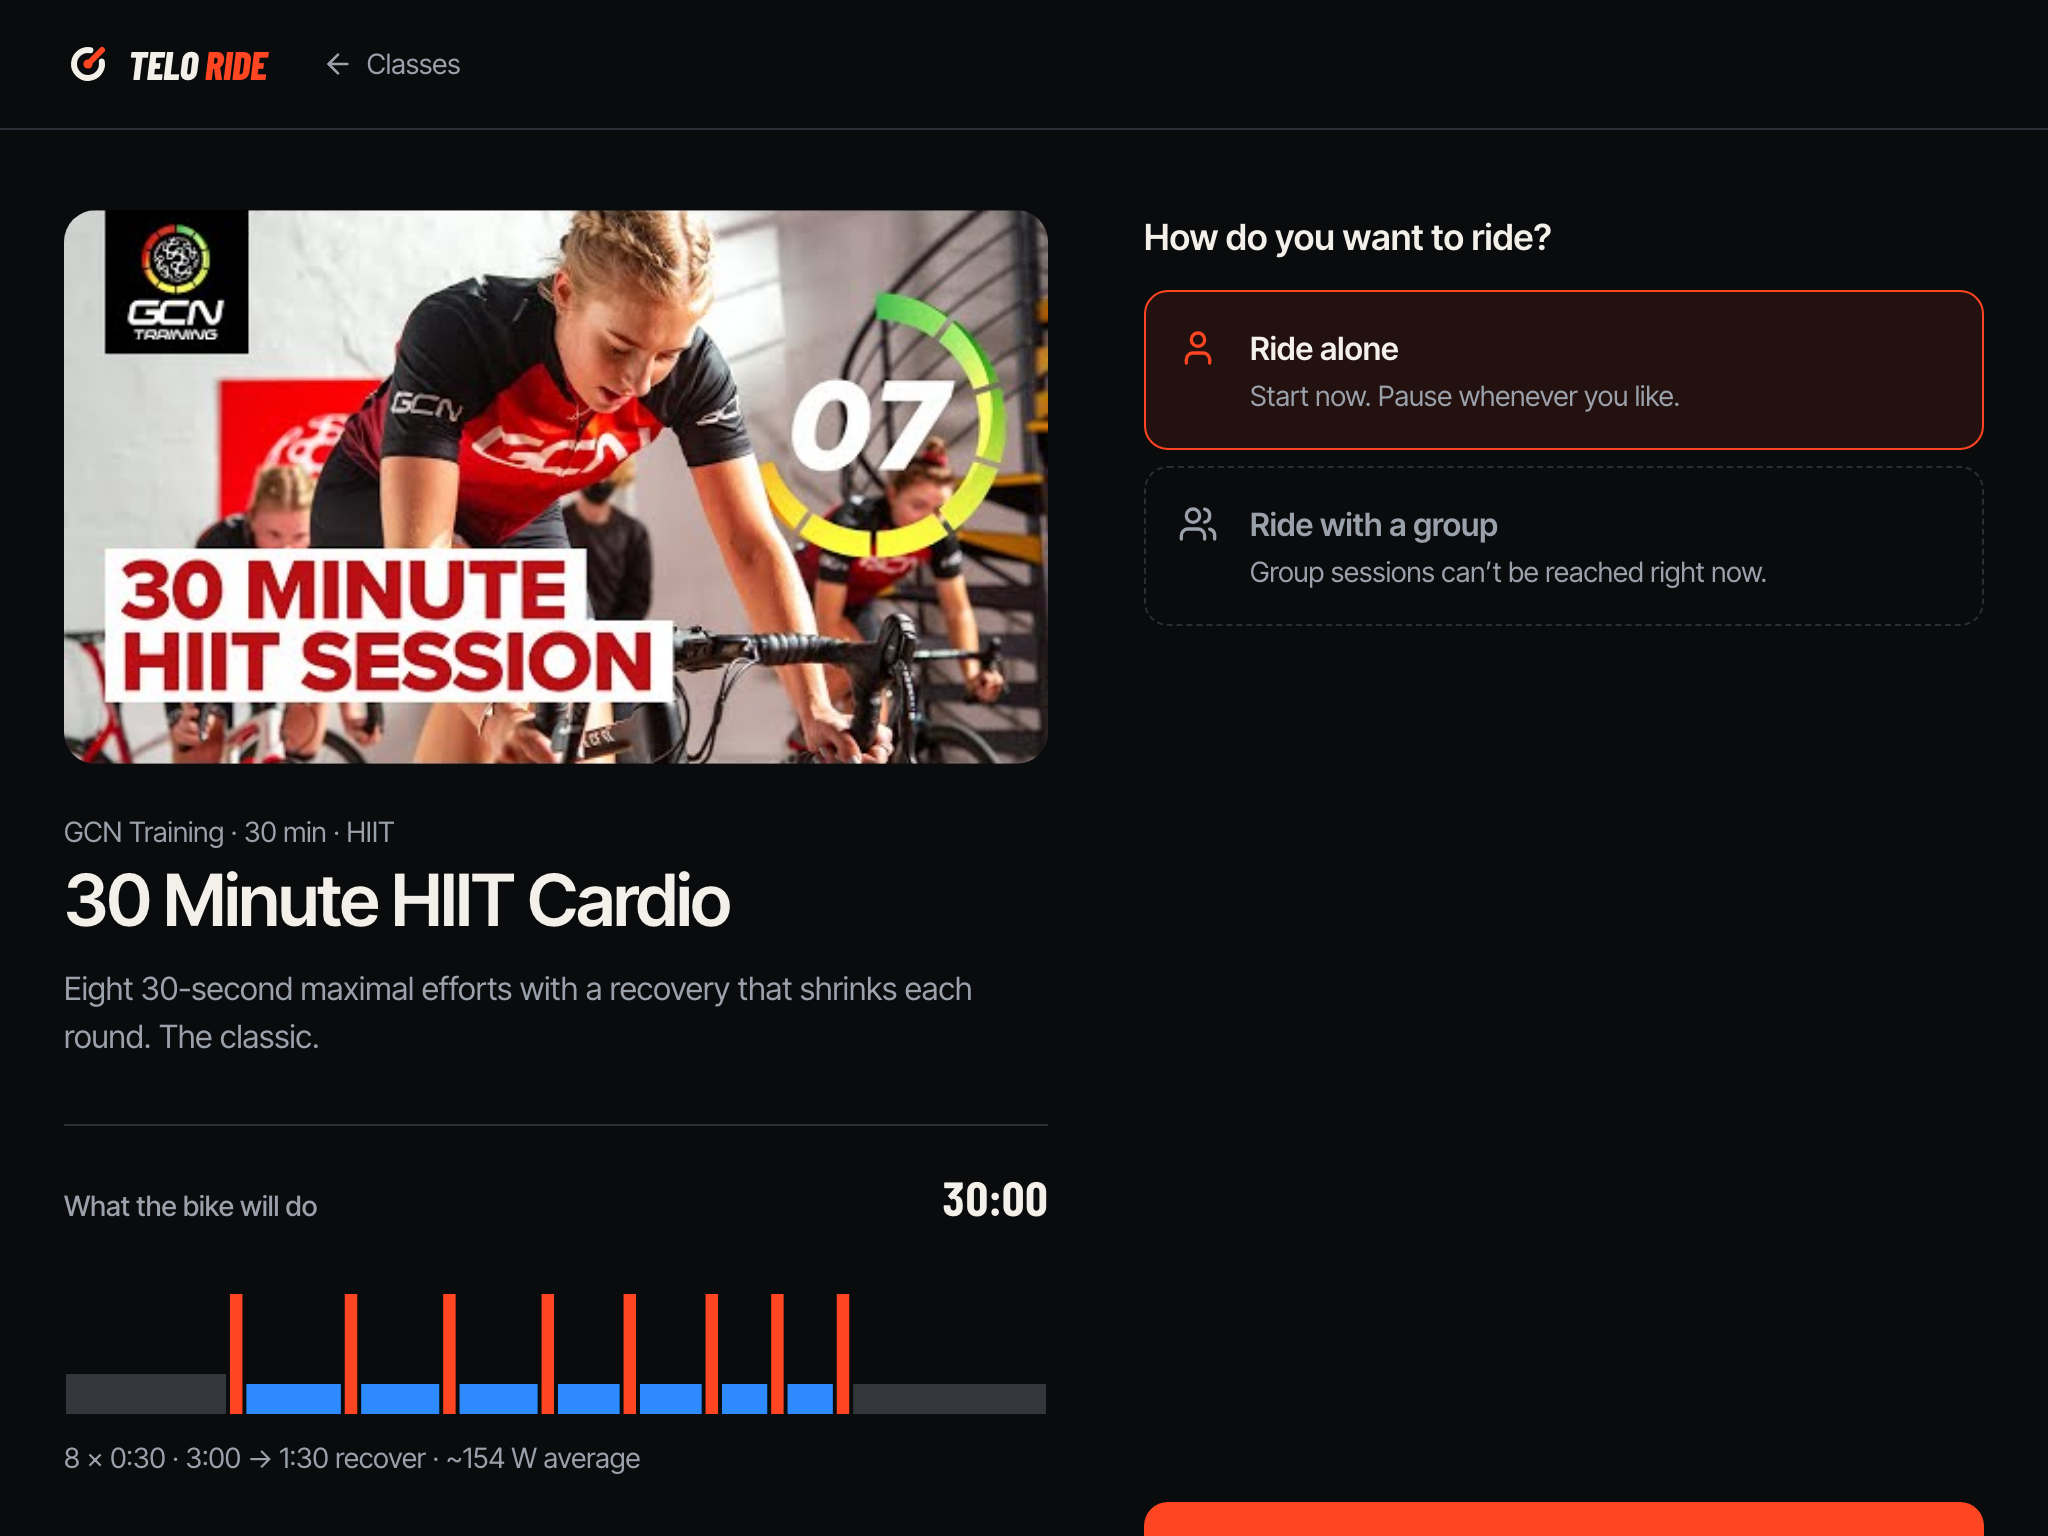 TELO RIDE
Classes
GCN
TRAINING
GCN
GCN
07
30 MINUTE
HIIT SESSION
GCN Training · 30 min · HIIT
30 Minute HIIT Cardio
Eight 30-second maximal efforts with a recovery that shrinks each
round. The classic.
What the bike will do
30:00
8 × 0:30 · 3:00 → 1:30 recover · ~154 W average
How do you want to ride?
Ride alone
Start now. Pause whenever you like.
Ride with a group
Group sessions can’t be reached right now.